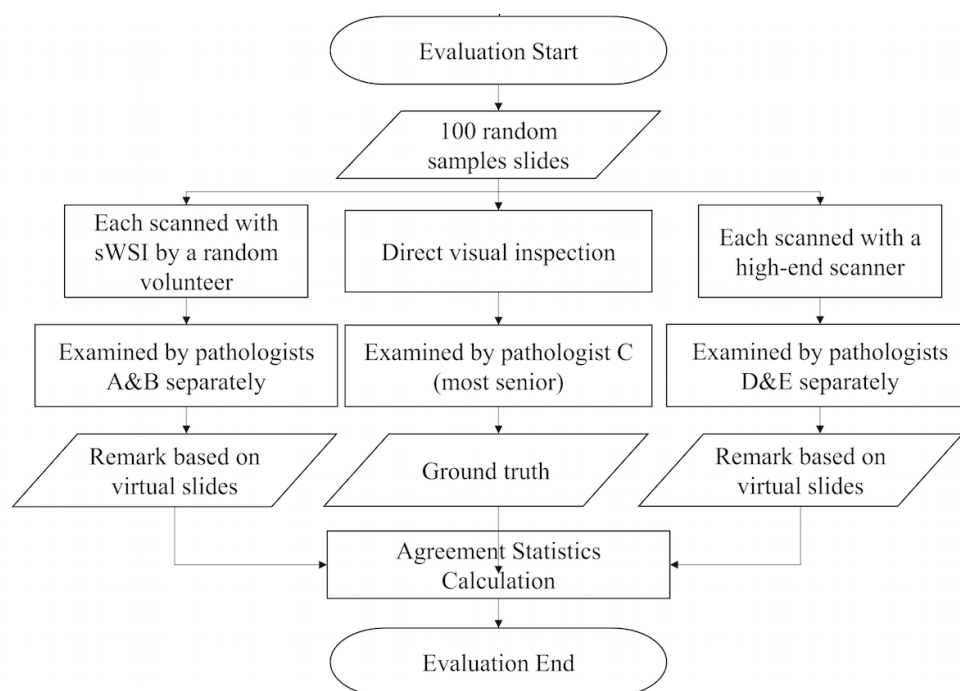 Evaluation Start
100 random
samples slides
Each scanned with
sWSI by a random
volunteer
Direct visual inspection
Each scanned with a
high-end scanner
Examined by pathologists
A&B separately
Examined by pathologist C
(most senior)
Examined by pathologists
D&E separately
Remark based on
virtual slides
Ground truth
Remark based on
virtual slides
Agreement Statistics
Calculation
Evaluation End